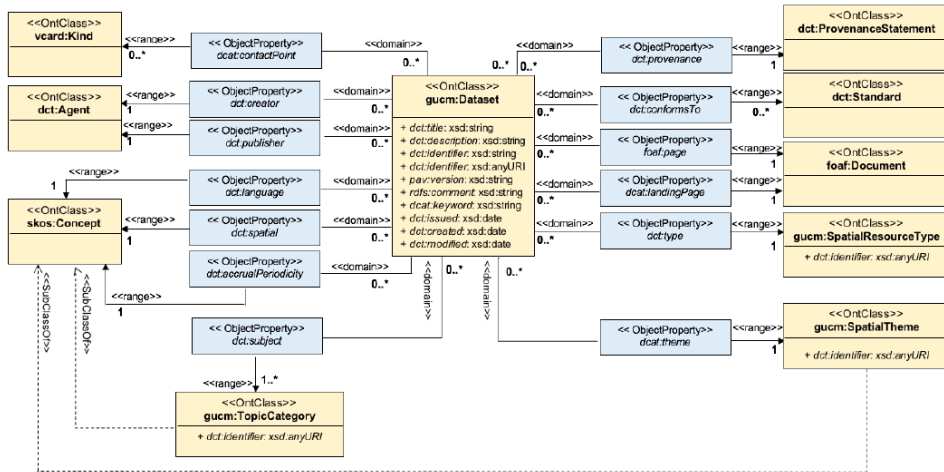 <<OntClass>>
vcard:Kind
<<range>>
0..*
<< ObjectProperty>>
dcat:contactPoint
<<domain>>
0..*
<<OntClass>>
dct:Agent
<<range>>
1
<< ObjectProperty>>
dct:creator
<<domain>>
0..*
<<range>>
1
<< ObjectProperty>>
dct:publisher
<<domain>>
0..*
<<OntClass>>
skos:Concept
<<range>>
1
<< ObjectProperty>>
dct:language
<<domain>>
0..*
<<range>>
1
<< ObjectProperty>>
dct:spatial
<<domain>>
0..*
<<range>>
1
<< ObjectProperty>>
dct:accrualPeriodicity
<<domain>>
0..*
<<OntClass>>
gucm:Dataset
+ dct:title: xsd:string
+ dct:description: xsd:string
+ dct:identifier: xsd:string
+ dct:identifier: xsd:anyURI
+ pav:version: xsd:string
+ rdfs:comment: xsd:string
+ dcat:keyword: xsd:string
+ dct:issued: xsd:date
+ dct:created: xsd:date
+ dct:modified: xsd:date
<<domain>>
0..*
<< ObjectProperty>>
dct:provenance
<<range>>
1
<<OntClass>>
dct:ProvenanceStatement
<<domain>>
0..*
<< ObjectProperty>>
dct:conformsTo
<<range>>
0..*
<<OntClass>>
dct:Standard
<<domain>>
0..*
<< ObjectProperty>>
foaf:page
<<range>>
1
<<OntClass>>
foaf:Document
<<domain>>
0..*
<< ObjectProperty>>
dcat:landingPage
<<range>>
1
<<domain>>
0..*
<< ObjectProperty>>
dct:type
<<range>>
1
<<OntClass>>
gucm:SpatialResourceType
+ dct:identifier: xsd:anyURI
<<SubClassOf>>
<<SubClassOf>>
<< ObjectProperty>>
dct:subject
<<domain>>
0..*
<<range>>
1..*
<<OntClass>>
gucm:TopicCategory
+ dct:identifier: xsd:anyURI
<<domain>>
0..*
<< ObjectProperty>>
dcat:theme
<<range>>
1
<<OntClass>>
gucm:SpatialTheme
+ dct:identifier: xsd:anyURI